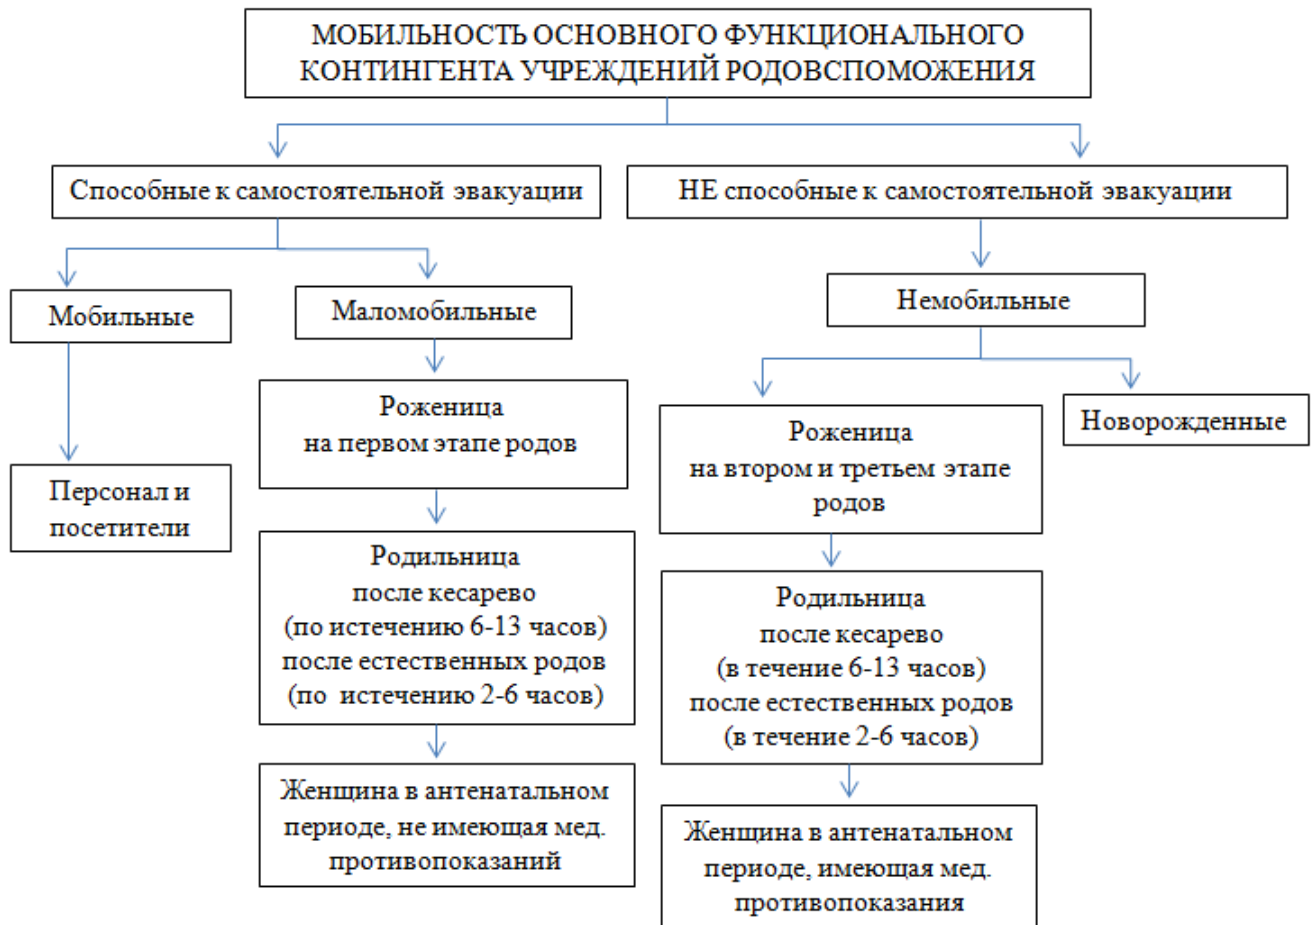 МОБИЛЬНОСТЬ ОСНОВНОГО ФУНКЦИОНАЛЬНОГО
КОНТИНГЕНТА УЧРЕЖДЕНИЙ РОДОВСПОМОЖЕНИЯ
Способные к самостоятельной эвакуации
НЕ способные к самостоятельной эвакуации
Мобильные
Маломобильные
Немобильные
Персонал и
посетители
Роженица
на первом этапе родов
Родильница
после кесарево
(по истечению 6-13 часов)
после естественных родов
(по истечению 2-6 часов)
Женщина в антенатальном
периоде, не имеющая мед.
противопоказаний
Роженица
на втором и третьем этапе
родов
Родильница
после кесарево
(в течение 6-13 часов)
после естественных родов
(в течение 2-6 часов)
Женщина в антенатальном
периоде, имеющая мед.
противопоказания
Новорожденные